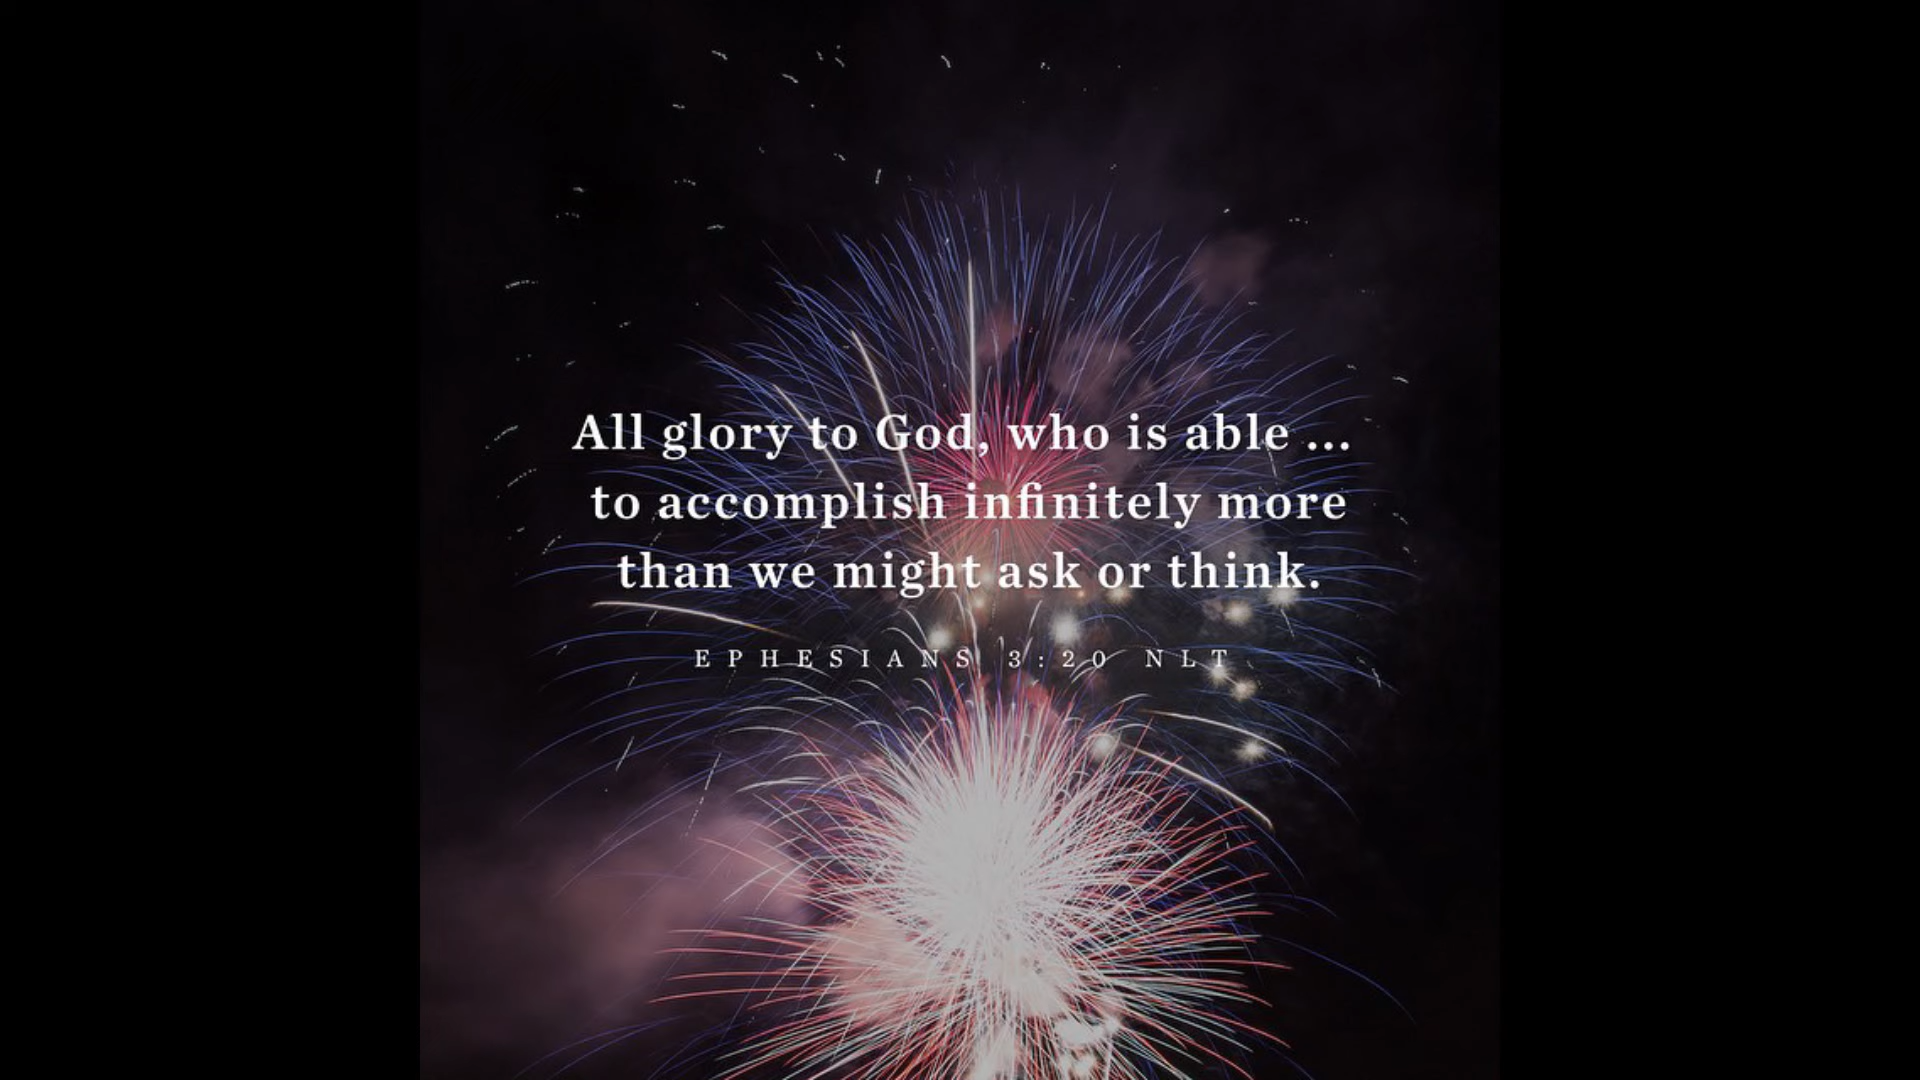 All glory to God, who is able ...
to accomplish infinitely more
than we might ask or think.
EPHESIANS 3:20 NLT